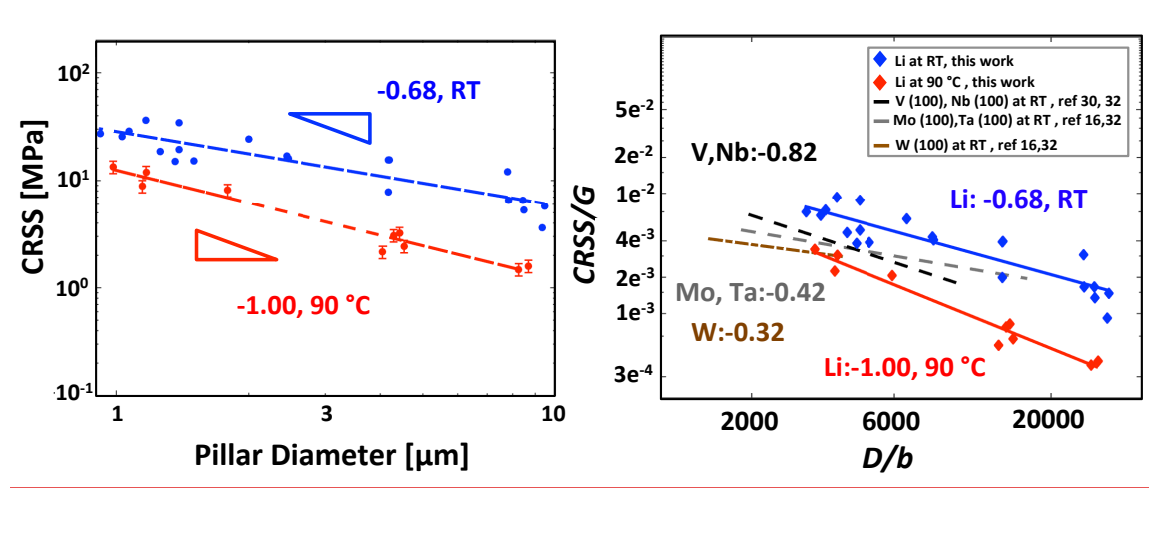 CRSS [MPa]
10²
10¹
10⁰
10⁻¹
-0.68, RT
-1.00, 90 °C
1
3
10
Pillar Diameter [μm]
CRSS/G
5e⁻²
2e⁻²
1e⁻²
4e⁻³
2e⁻³
1e⁻³
3e⁻⁴
Li at RT, this work
Li at 90 °C , this work
V (100), Nb (100) at RT , ref 30, 32
Mo (100),Ta (100) at RT , ref 16,32
W (100) at RT , ref 16,32
V,Nb:-0.82
Li: -0.68, RT
Mo, Ta:-0.42
W:-0.32
Li:-1.00, 90 °C
2000
6000
20000
D/b